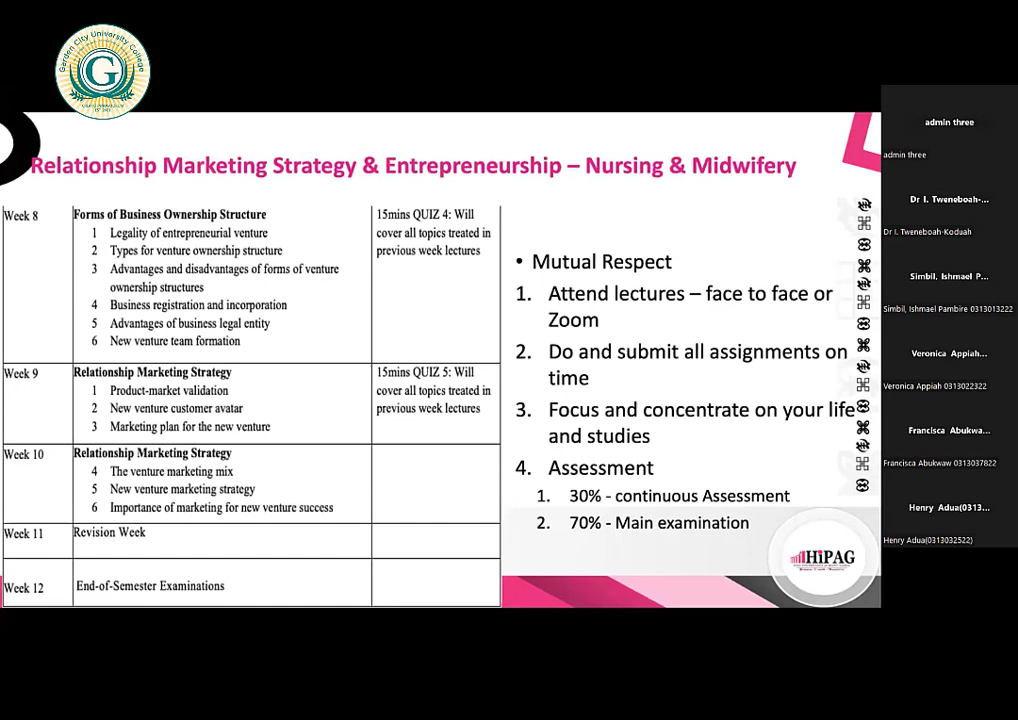 Garden City University College
G
Relationship Marketing Strategy & Entrepreneurship – Nursing & Midwifery
Week 8
Forms of Business Ownership Structure
1 Legality of entrepreneurial venture
2 Types for venture ownership structure
3 Advantages and disadvantages of forms of venture
ownership structures
4 Business registration and incorporation
5 Advantages of business legal entity
6 New venture team formation
15mins QUIZ 4: Will
cover all topics treated in
previous week lectures
Week 9
Relationship Marketing Strategy
1 Product-market validation
2 New venture customer avatar
3 Marketing plan for the new venture
15mins QUIZ 5: Will
cover all topics treated in
previous week lectures
Week 10
Relationship Marketing Strategy
4 The venture marketing mix
5 New venture marketing strategy
6 Importance of marketing for new venture success
Week 11
Revision Week
Week 12
End-of-Semester Examinations
• Mutual Respect
1. Attend lectures – face to face or
Zoom
2. Do and submit all assignments on
time
3. Focus and concentrate on your life
and studies
4. Assessment
1. 30% - continuous Assessment
2. 70% - Main examination
HiPAG
admin three
admin three
Dr I. Tweneboah-...
Dr I. Tweneboah-Koduah
Simbil, Ishmael P...
Simbil, Ishmael Pambire 0313013222
Veronica Appiah...
Veronica Appiah 0313022322
Francisca Abukwa...
Francisca Abukwaw 0313037822
Henry Adua(0313...
Henry Adua(0313032522)